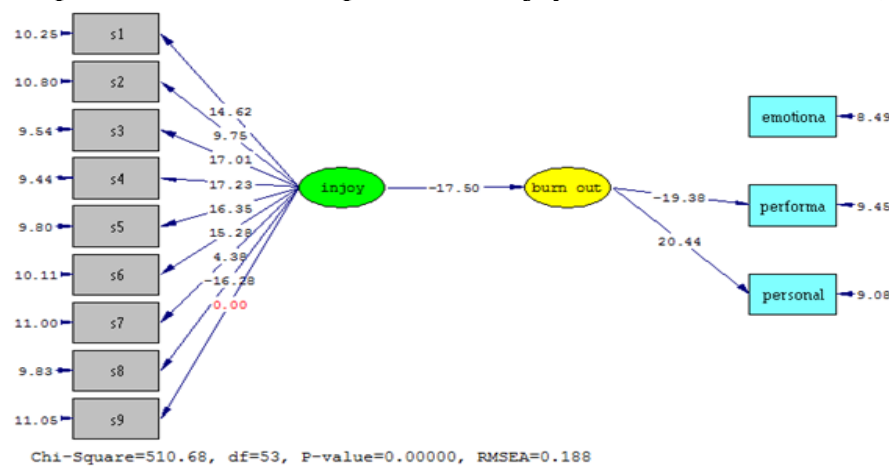 10.25 s1
10.80 s2
9.54 s3
9.44 s4
9.80 s5
10.11 s6
11.00 s7
9.83 s8
11.05 s9
14.62
9.75
17.01
17.23
16.35
15.28
4.38
-16.28
0.00
injoy
-17.50
burn out
-19.38
20.44
emotiona 8.49
performa 9.45
personal 9.08
Chi-Square=510.68, df=53, P-value=0.00000, RMSEA=0.188